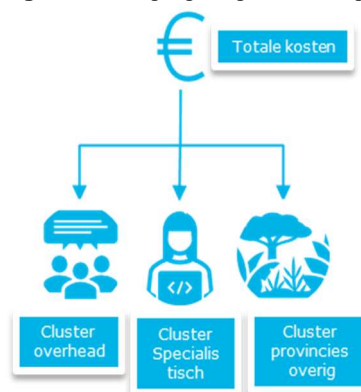 €
Totale kosten
</>
Cluster
overhead
Cluster
Specialis
tisch
Cluster
provincies
overig